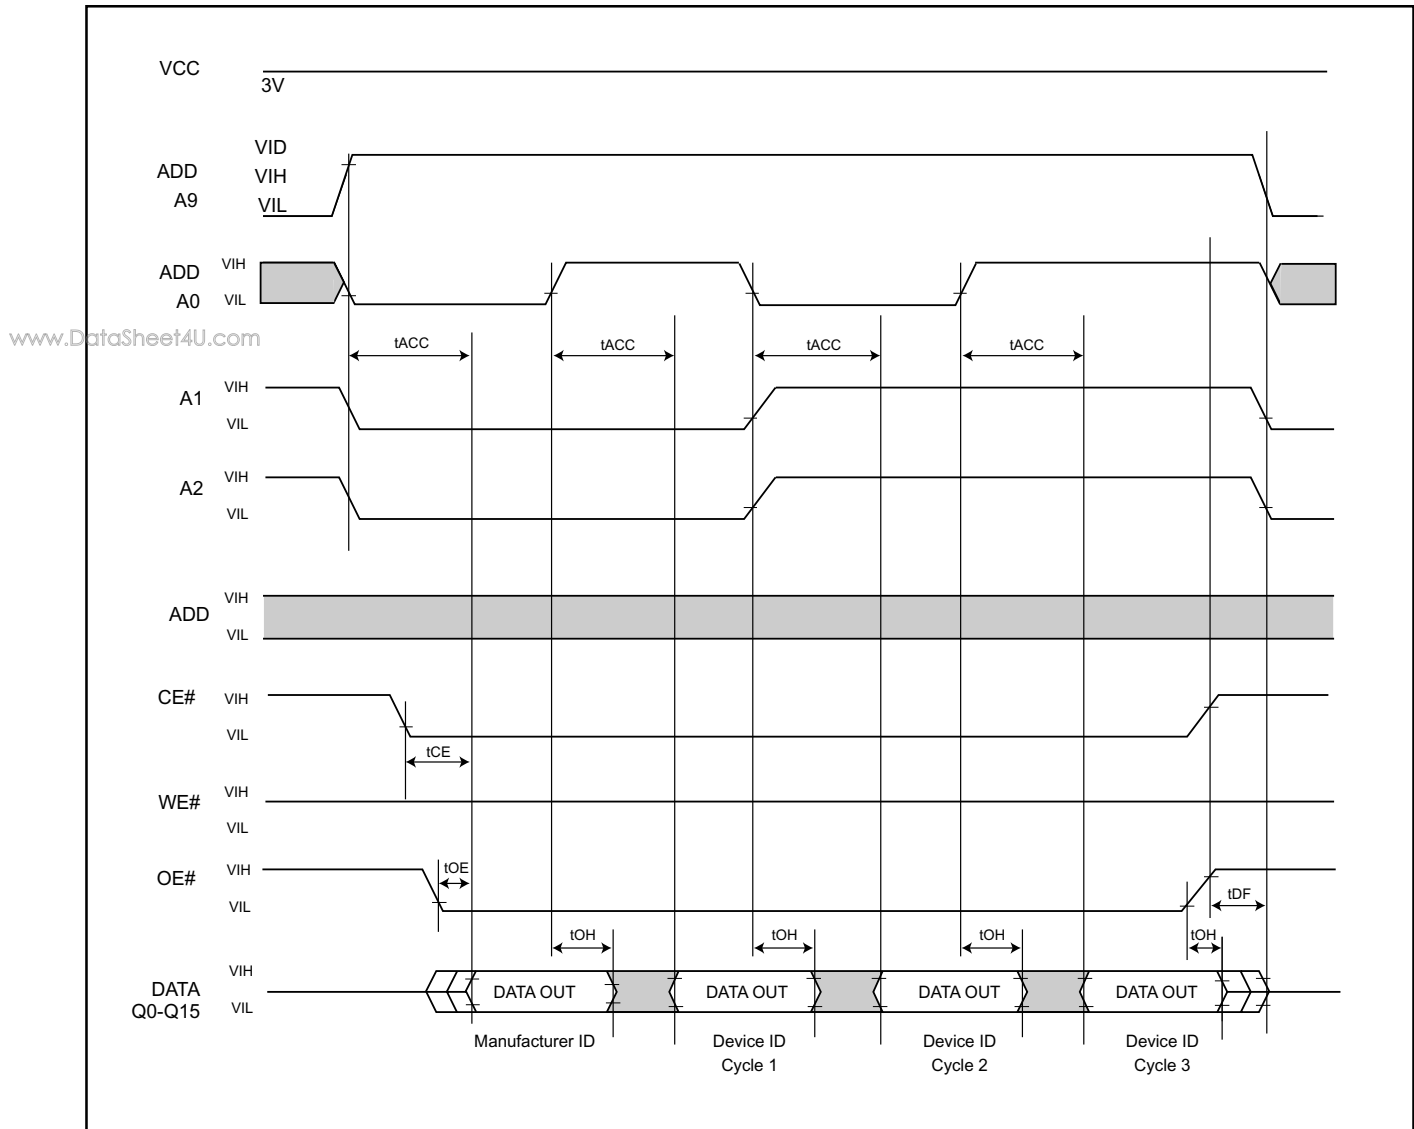 VCC
3V
ADD
A9
VID
VIH
VIL
ADD
A0
VIH
VIL
www.DataSheet4U.com
tACC
tACC
tACC
tACC
A1
VIH
VIL
A2
VIH
VIL
ADD
VIH
VIL
CE#
VIH
VIL
tCE
WE#
VIH
VIL
OE#
VIH
VIL
tOE
tDF
tOH
tOH
tOH
tOH
DATA
Q0-Q15
VIH
VIL
DATA OUT
DATA OUT
DATA OUT
DATA OUT
Manufacturer ID
Device ID
Cycle 1
Device ID
Cycle 2
Device ID
Cycle 3